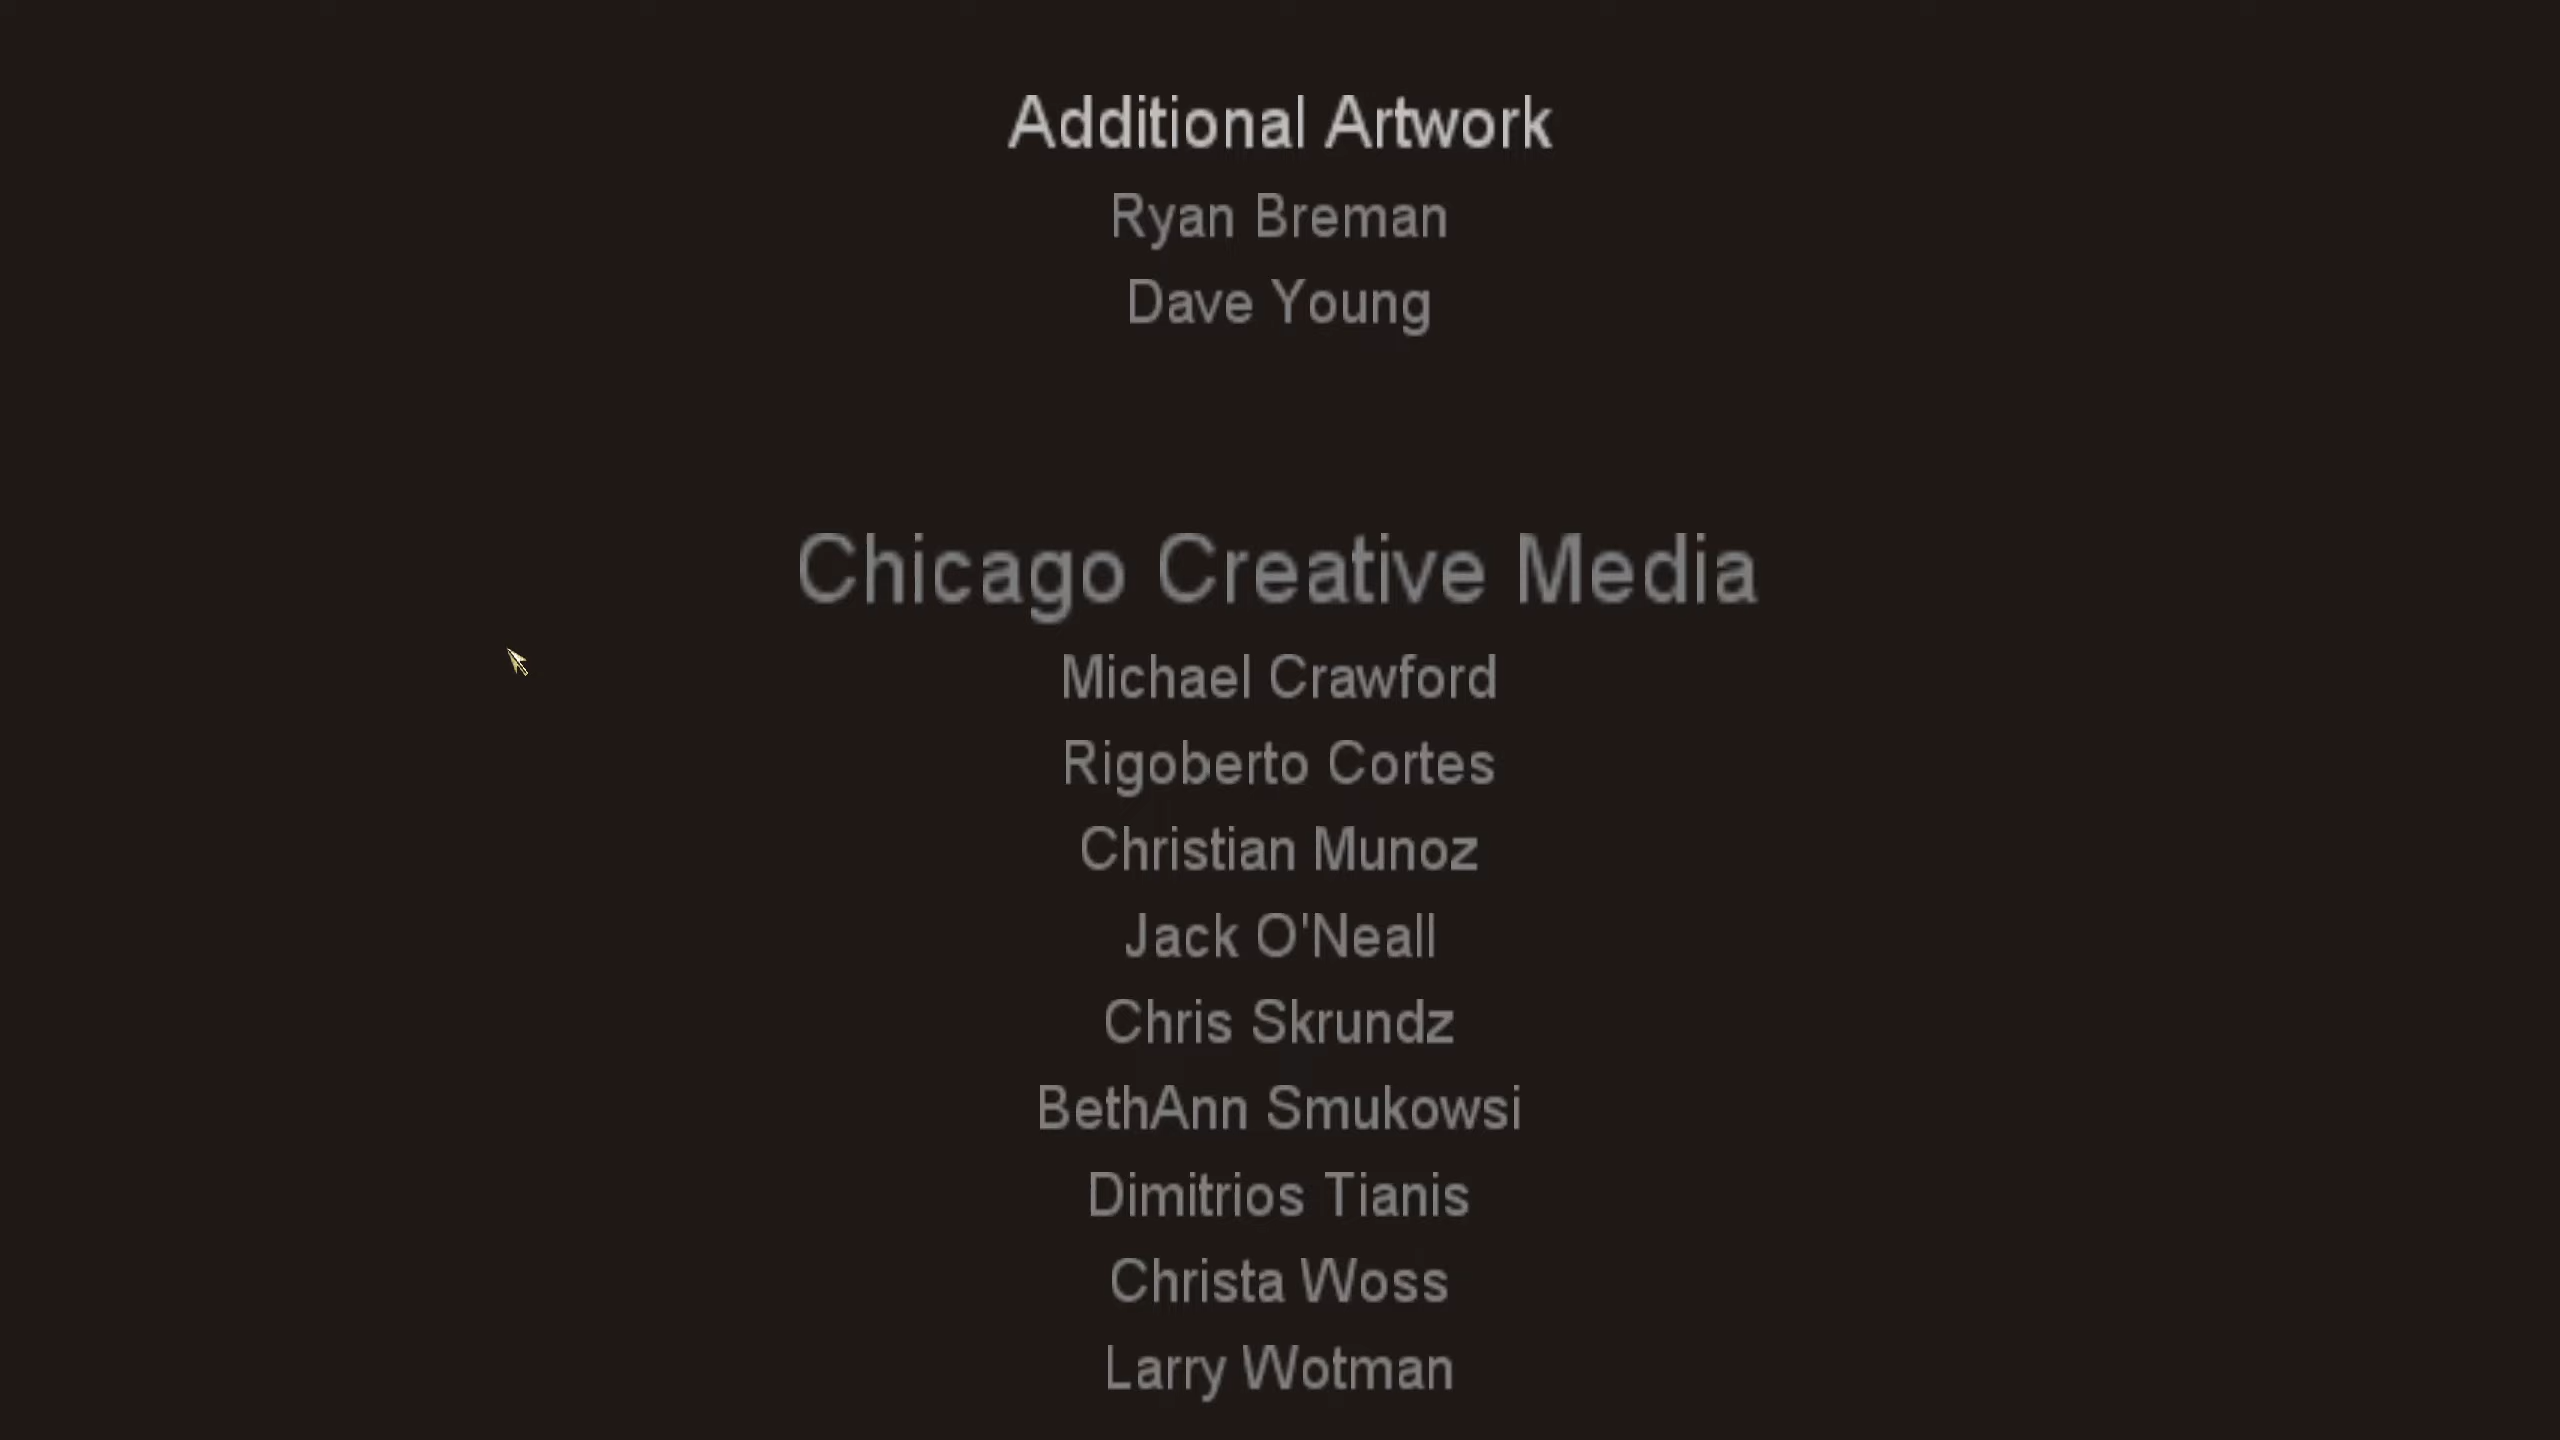 Additional Artwork
Ryan Breman
Dave Young
Chicago Creative Media
Michael Crawford
Rigoberto Cortes
Christian Munoz
Jack O'Neall
Chris Skrundz
BethAnn Smukowsi
Dimitrios Tianis
Christa Woss
Larry Wotman